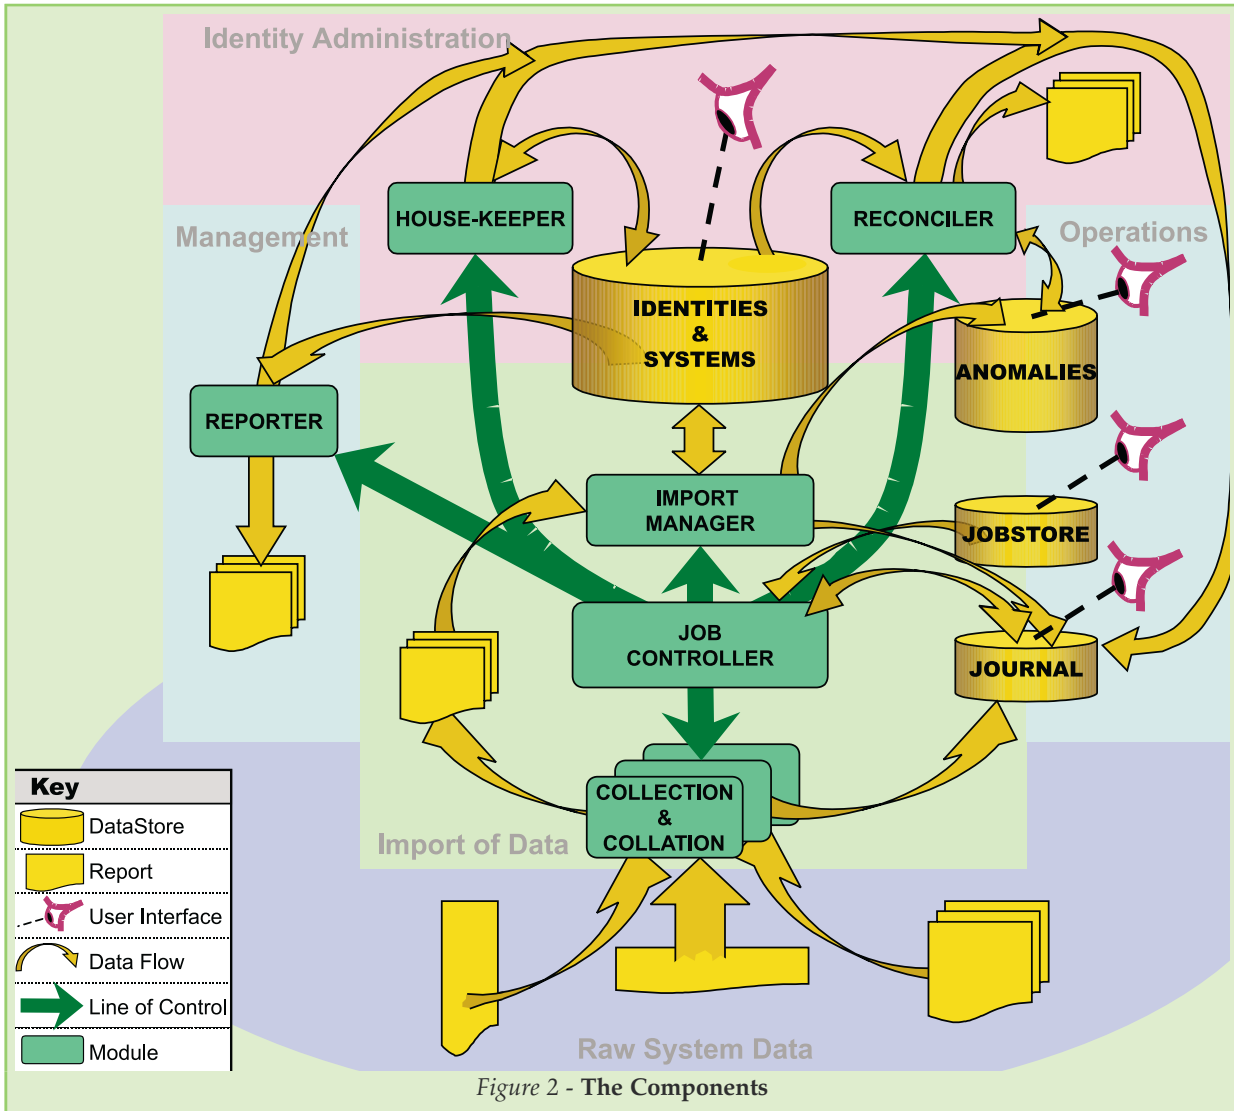 Identity Administration
Management
HOUSE-KEEPER
RECONCILER
Operations
IDENTITIES
&
SYSTEMS
ANOMALIES
REPORTER
IMPORT
MANAGER
JOBSTORE
JOB
CONTROLLER
JOURNAL
COLLECTION
&
COLLATION
Import of Data
Key
DataStore
Report
User Interface
Data Flow
Line of Control
Module
Raw System Data
Figure 2 - The Components